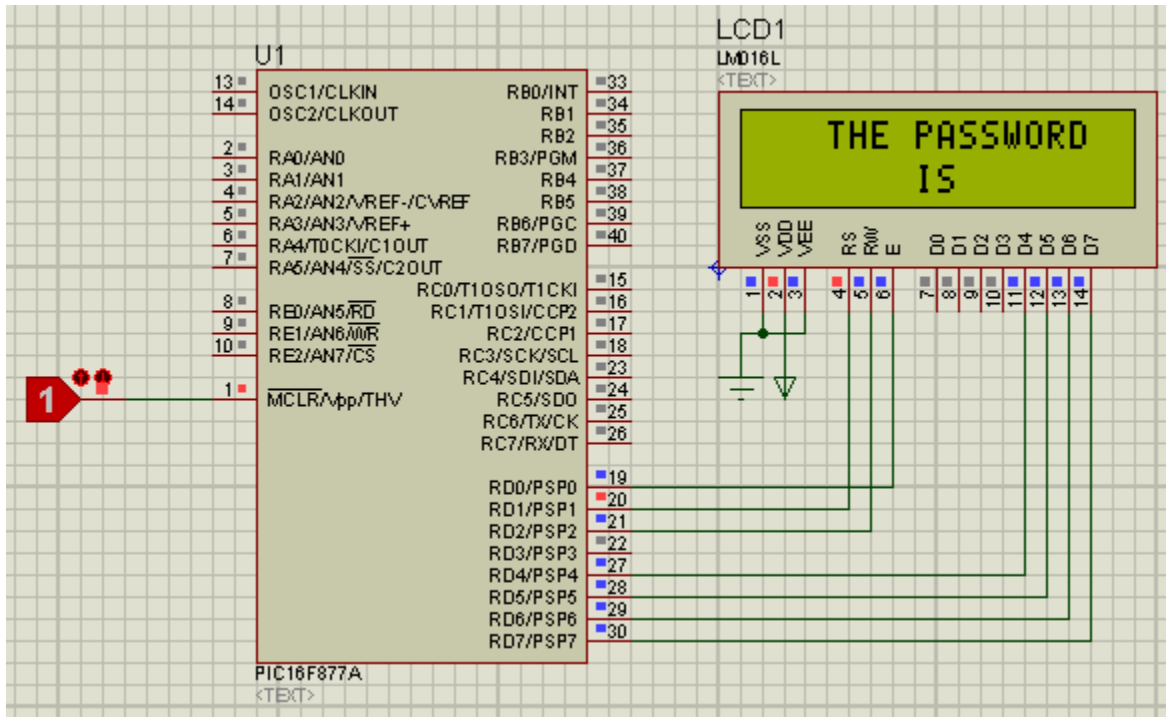 U1
13
OSC1/CLKIN
14
OSC2/CLKOUT
2
RA0/AN0
3
RA1/AN1
4
RA2/AN2/VREF-/CVREF
5
RA3/AN3/VREF+
6
RA4/T0CKI/C1OUT
7
RA5/AN4/SS/C2OUT
8
RE0/AN5/RD
9
RE1/AN6/WR
10
RE2/AN7/CS
1
1
MCLR/Vpp/THV
RB0/INT
33
RB1
34
RB2
35
RB3/PGM
36
RB4
37
RB5
38
RB6/PGC
39
RB7/PGD
40
RC0/T1OSO/T1CKI
15
RC1/T1OSI/CCP2
16
RC2/CCP1
17
RC3/SCK/SCL
18
RC4/SDI/SDA
23
RC5/SDO
24
RC6/TX/CK
25
RC7/RX/DT
26
RD0/PSP0
19
RD1/PSP1
20
RD2/PSP2
21
RD3/PSP3
22
RD4/PSP4
27
RD5/PSP5
28
RD6/PSP6
29
RD7/PSP7
30
PIC16F877A
<TEXT>
LCD1
LM016L
<TEXT>
THE PASSWORD
IS
VSS VDD VEE RS RW E D0 D1 D2 D3 D4 D5 D6 D7
1 2 3 4 5 6 7 8 9 10 11 12 13 14